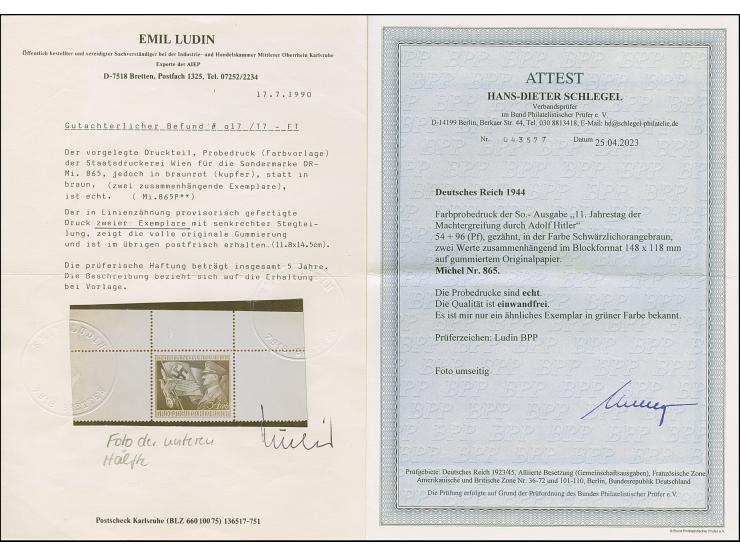 EMIL LUDIN
Öffentlich bestellter und vereidigter Sachverständiger bei der Industrie- und Handelskammer Mittlerer Oberrhein Karlsruhe
Experte der AIEP
D-7518 Bretten, Postfach 1325, Tel. 07252/2234
17.7.1990
Gutachterlicher Befund # o17 /T7 - FT
Der vorgelegte Druckteil, Probedruck (Farbvorlage)
der Staatsdruckerei Wien für die Sondermarke DR-
Mi. 865, jedoch in braunrot (kupfer), statt in
braun, (zwei zusammenhängende Exemplare),
ist echt. ( Mi.865P**)
Der in Linienzähnung provisorisch gefertigte
Druck zweier Exemplare mit senkrechter Stegtei-
lung, zeigt die volle originale Gummierung
und ist im übrigen postfrisch erhalten.(11.8x14.5cm).
Die prüferische Haftung beträgt insgesamt 5 Jahre.
Die Beschreibung bezieht sich auf die Erhaltung
bei Vorlage.
Foto der unteren
Hälfte
Postscheck Karlsruhe (BLZ 660 100 75) 136517-751
ATTEST
HANS-DIETER SCHLEGEL
Verbandsprüfer
im Bund Philatelistischer Prüfer e. V.
D-14199 Berlin, Berkaer Str. 44, Tel. 030 8813418, E-Mail: hd@schlegel-philatelie.de
Nr. 043577 Datum 25.04.2023
Deutsches Reich 1944
Farbprobedruck der So.- Ausgabe „11. Jahrestag der
Machtergreifung durch Adolf Hitler“
54 + 96 (Pf), gezähnt, in der Farbe Schwärzlichorangebraun,
zwei Werte zusammenhängend im Blockformat 148 x 118 mm
auf gummiertem Originalpapier.
Michel Nr. 865.
Die Probedrucke sind echt.
Die Qualität ist einwandfrei.
Es ist mir nur ein ähnliches Exemplar in grüner Farbe bekannt.
Prüferzeichen: Ludin BPP
Foto umseitig
Prüfgebiete: Deutsches Reich 1923/45, Alliierte Besetzung (Gemeinschaftsausgaben), Französische Zone
Amerikanische und Britische Zone Nr. 36-72 und 101-110, Berlin, Bundesrepublik Deutschland
Die Prüfung erfolgte auf Grund der Prüfordnung des Bundes Philatelistischer Prüfer e.V.
© Bund Philatelistischer Prüfer e.V.